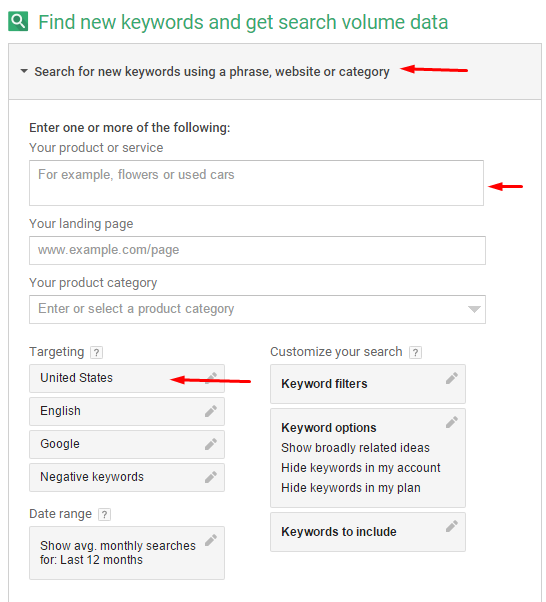 Find new keywords and get search volume data
Search for new keywords using a phrase, website or category
Enter one or more of the following:
Your product or service
For example, flowers or used cars
Your landing page
www.example.com/page
Your product category
Enter or select a product category
Targeting ?
United States
English
Google
Negative keywords
Date range ?
Show avg. monthly searches
for: Last 12 months
Customize your search ?
Keyword filters
Keyword options
Show broadly related ideas
Hide keywords in my account
Hide keywords in my plan
Keywords to include